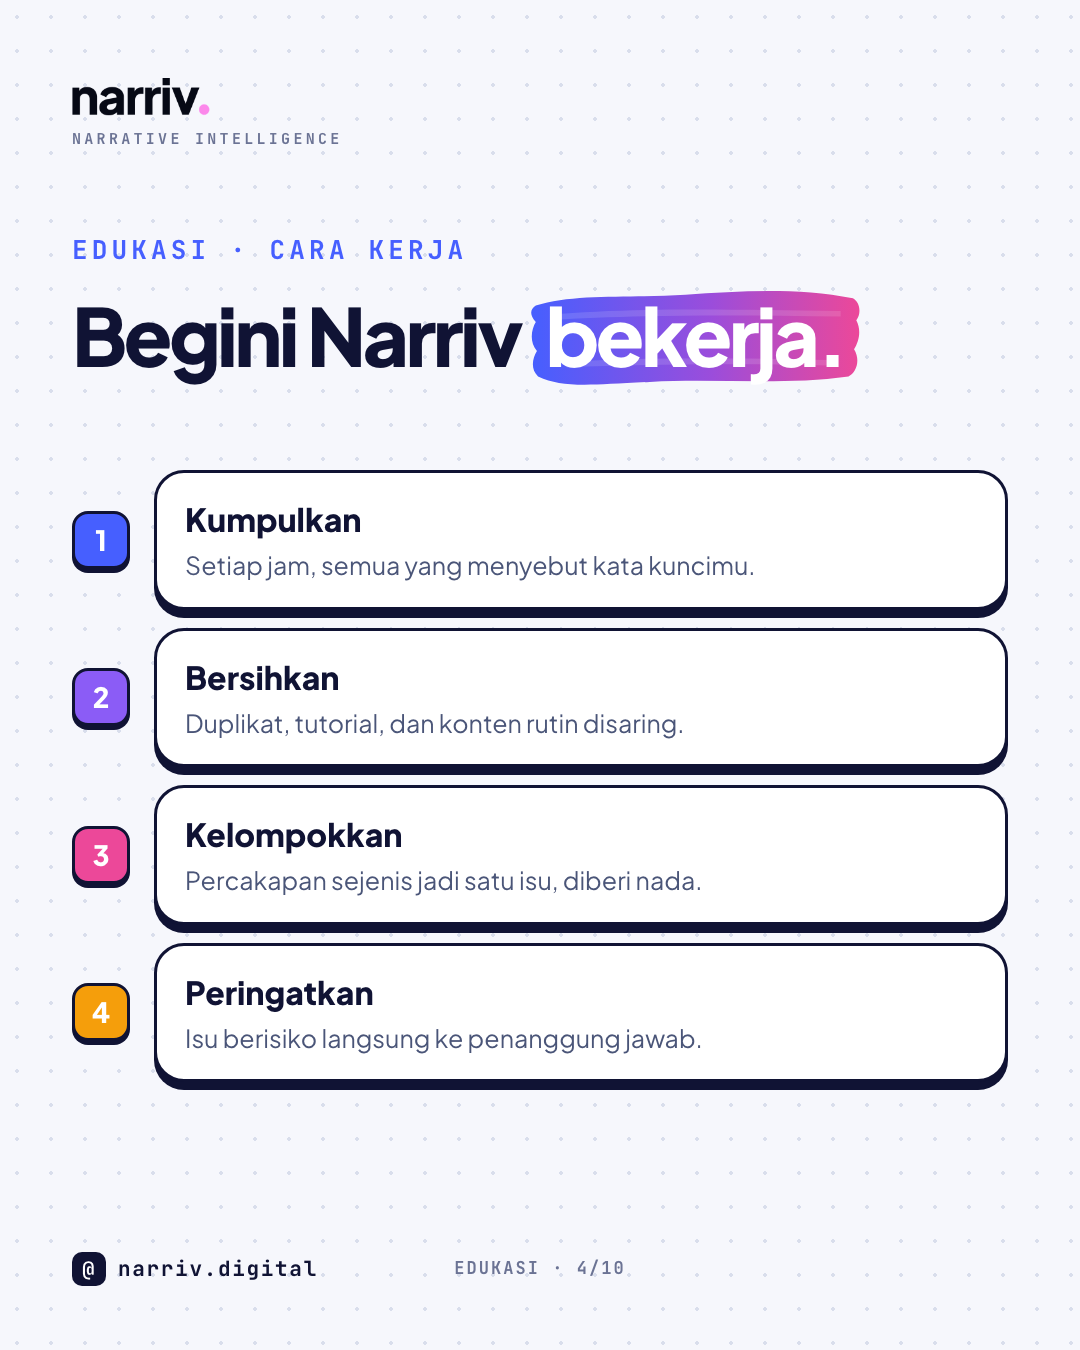 narriv.
NARRATIVE INTELLIGENCE
EDUKASI · CARA KERJA
Begini Narriv bekerja.
1
Kumpulkan
Setiap jam, semua yang menyebut kata kuncimu.
2
Bersihkan
Duplikat, tutorial, dan konten rutin disaring.
3
Kelompokkan
Percakapan sejenis jadi satu isu, diberi nada.
4
Peringatkan
Isu berisiko langsung ke penanggung jawab.
@ narriv.digital
EDUKASI · 4/10